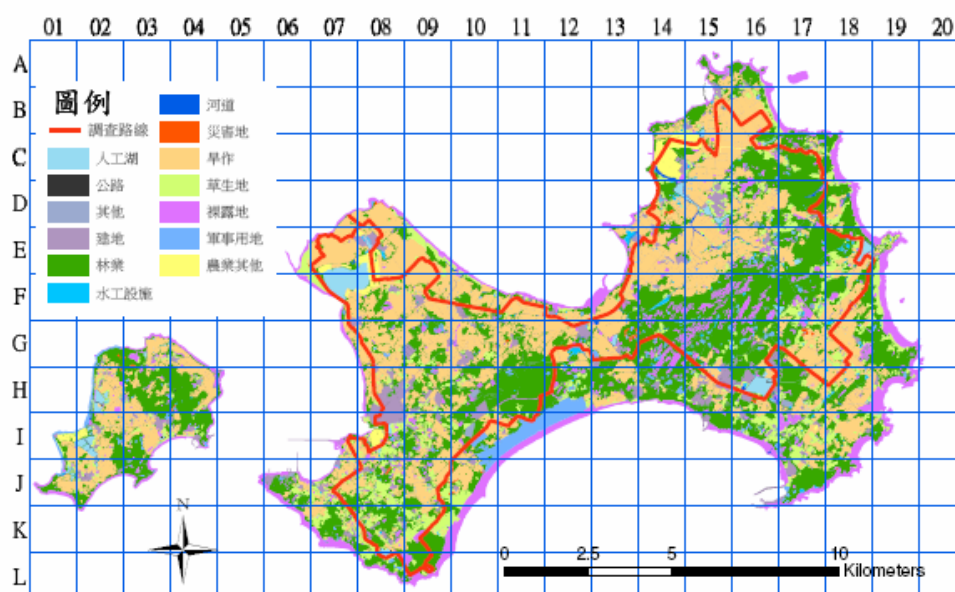 01 02 03 04 05 06 07 08 09 10 11 12 13 14 15 16 17 18 19 20
A
B
C
D
E
F
G
H
I
J
K
L
圖例
調查路線
人工湖
公路
其他
建地
林業
水工設施
河道
災害地
旱作
草生地
裸露地
軍事用地
農業其他
N
0 2.5 5 10
Kilometers